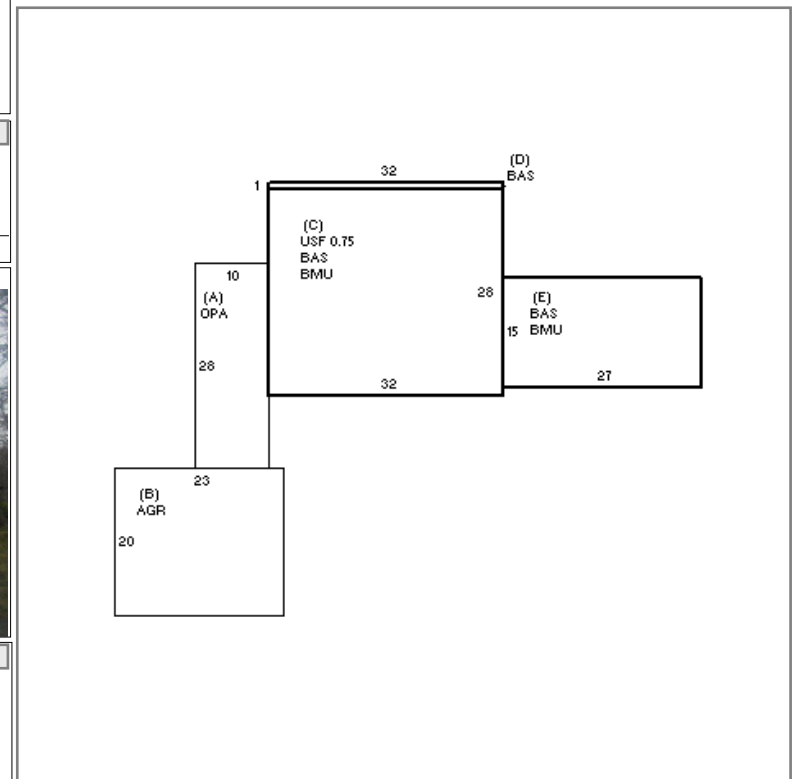 32
(D)
BAS
1
(C)
USF 0.75
BAS
BMU
10
(A)
OPA
28
28
(E)
BAS
15 BMU
27
32
23
(B)
AGR
20